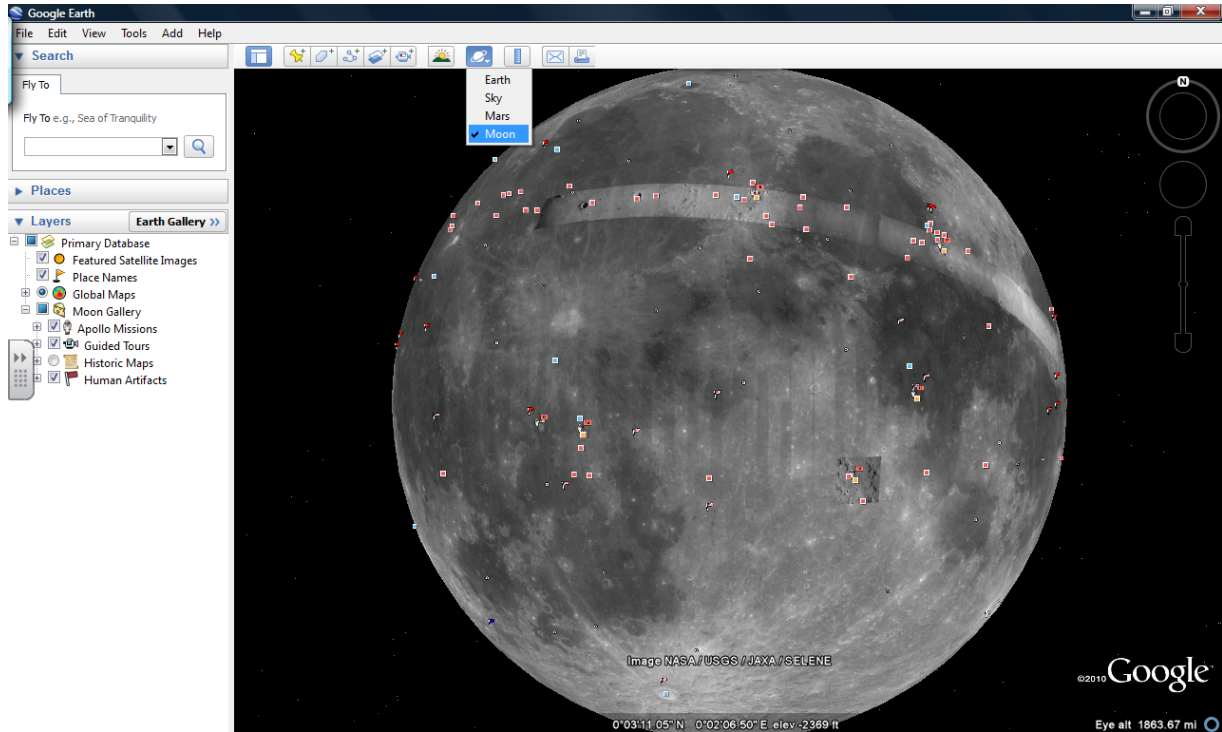 Google Earth
File Edit View Tools Add Help
Search
Fly To
Fly To e.g., Sea of Tranquility
Places
Layers
Earth Gallery >>
Primary Database
Featured Satellite Images
Place Names
Global Maps
Moon Gallery
Apollo Missions
Guided Tours
Historic Maps
Human Artifacts
Earth
Sky
Mars
Moon
N
Image NASA / USGS / JAXA / SELENE
©2010 Google
0°03'11.05" N 0°02'06.50" E elev -2369 ft
Eye alt 1863.67 mi